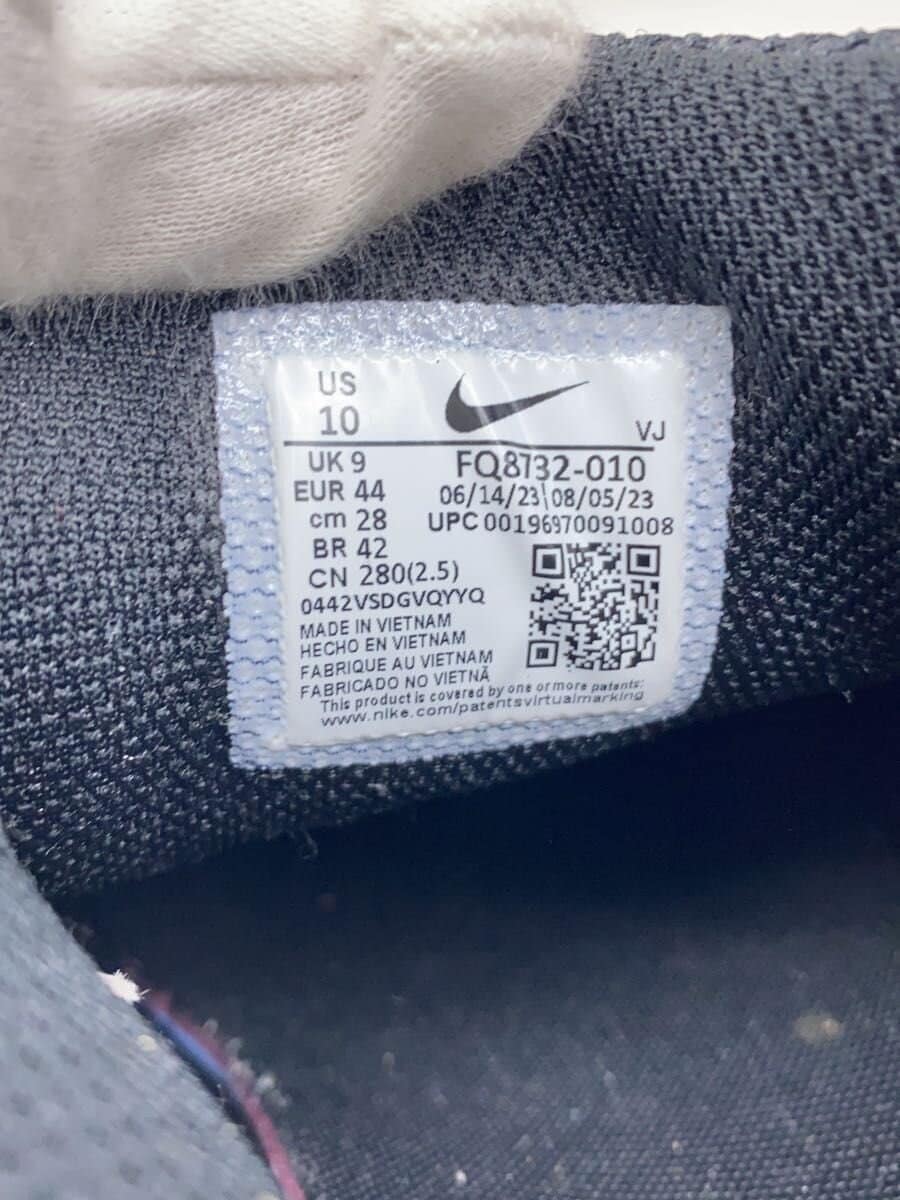 US
10
VJ
UK 9
FQ8732-010
EUR 44
06/14/23\08/05/23
cm 28
UPC 00196970091008
BR 42
CN 280(2.5)
0442VSDGVQYYQ
MADE IN VIETNAM
HECHO EN VIETNAM
FABRIQUE AU VIETNAM
FABRICADO NO VIETNÃ
This product is covered by one or more patents:
www.nike.com/patentsvirtualmarking